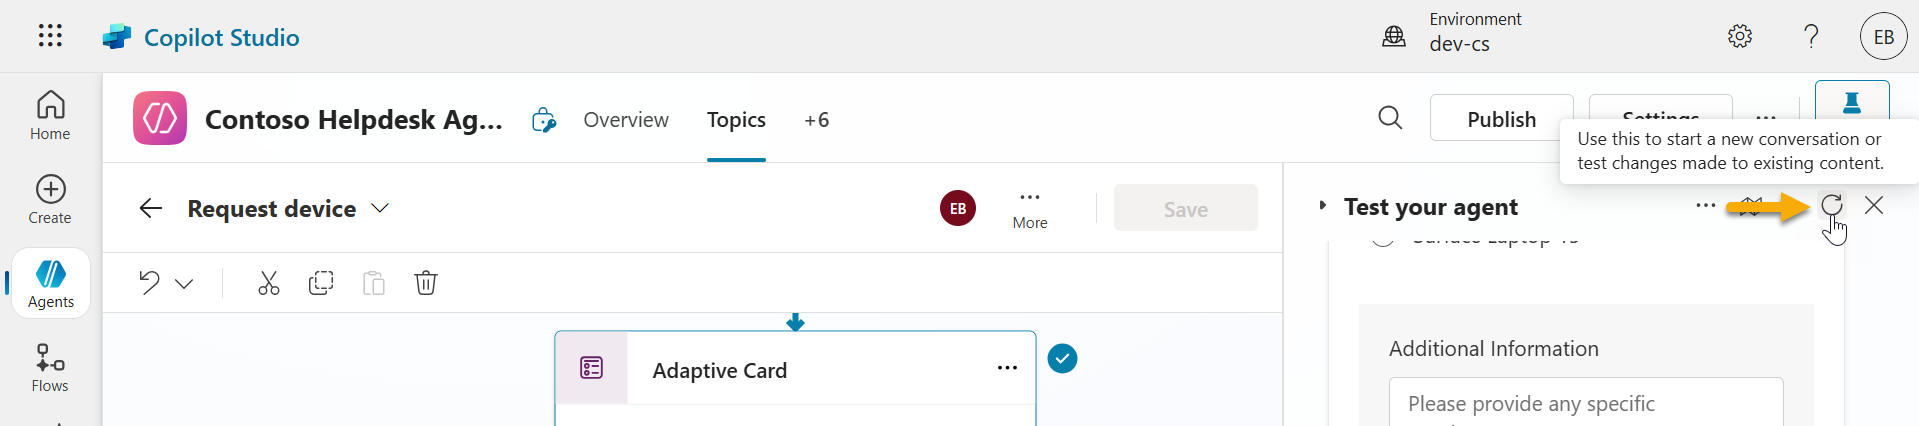 Copilot Studio
Environment
dev-cs
EB
Home
Create
Agents
Flows
Contoso Helpdesk Ag...
Overview
Topics
+6
Publish
Settings
Use this to start a new conversation or
test changes made to existing content.
Request device
EB
More
Save
Test your agent
Adaptive Card
Additional Information
Please provide any specific